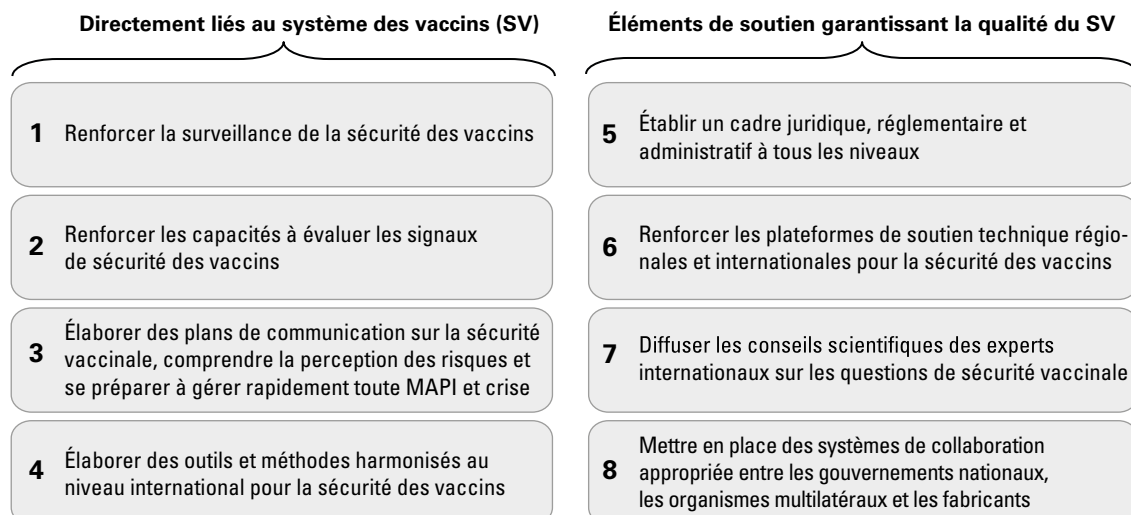 Directement liés au système des vaccins (SV)
1 Renforcer la surveillance de la sécurité des vaccins
2 Renforcer les capacités à évaluer les signaux
de sécurité des vaccins
3 Élaborer des plans de communication sur la sécurité
vaccinale, comprendre la perception des risques et
se préparer à gérer rapidement toute MAPI et crise
4 Élaborer des outils et méthodes harmonisés au
niveau international pour la sécurité des vaccins
Éléments de soutien garantissant la qualité du SV
5 Établir un cadre juridique, réglementaire et
administratif à tous les niveaux
6 Renforcer les plateformes de soutien technique régio-
nales et internationales pour la sécurité des vaccins
7 Diffuser les conseils scientifiques des experts
internationaux sur les questions de sécurité vaccinale
8 Mettre en place des systèmes de collaboration
appropriée entre les gouvernements nationaux,
les organismes multilatéraux et les fabricants